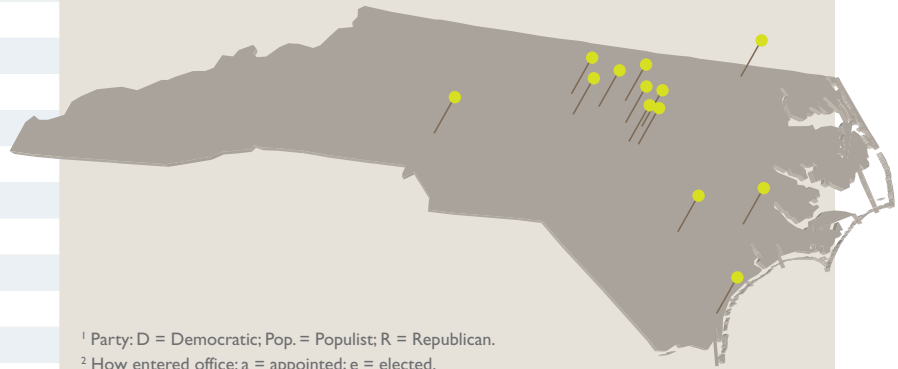 ¹ Party: D = Democratic; Pop. = Populist; R = Republican.
² How entered office: a = appointed; e = elected.